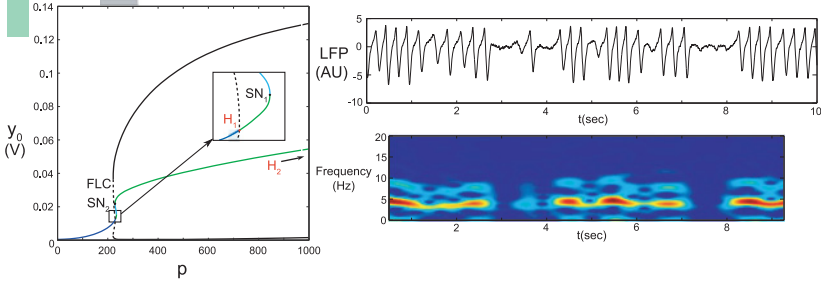 0.14
0.12
0.1
0.08
0.06
0.04
0.02
0
y0
(V)
FLC
SN2
SN1
H1
H2
0 200 400 600 800 1000
p
LFP
(AU)
5
0
-5
-10
0 2 4 6 8 10
t(sec)
Frequency
(Hz)
20
15
10
5
0
2 4 6 8
t(sec)